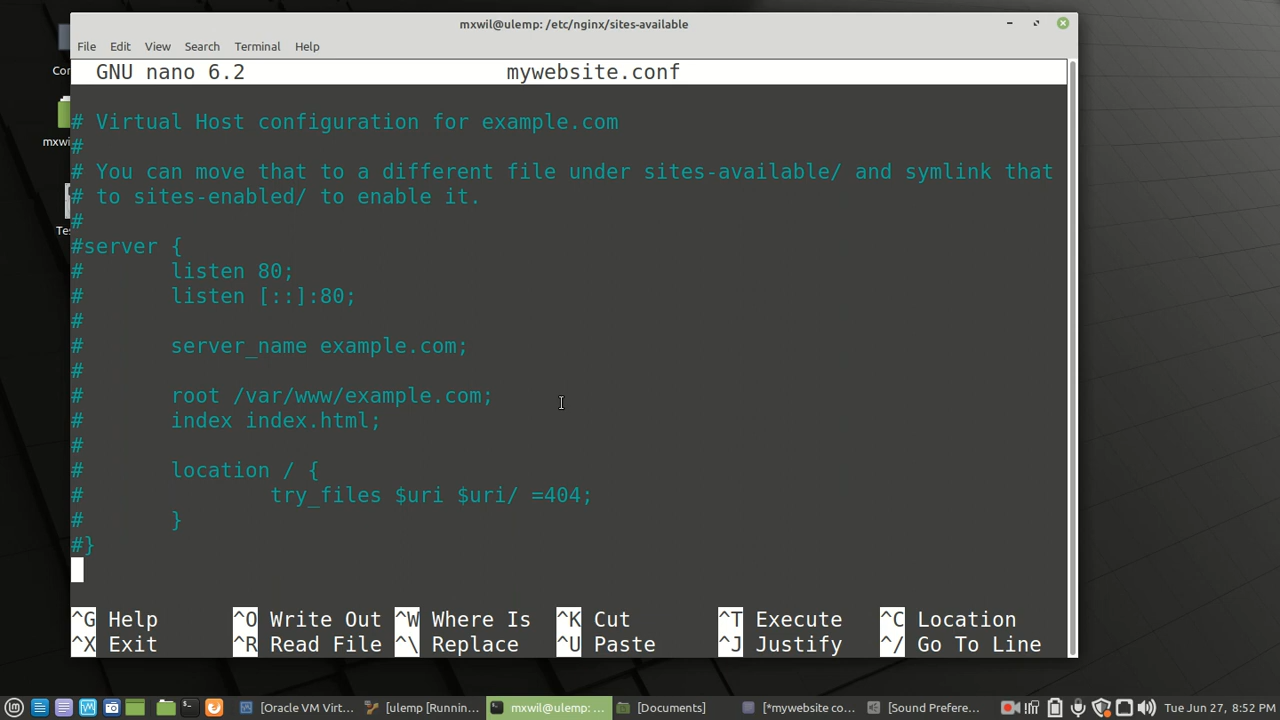 mxwil@ulemp: /etc/nginx/sites-available
File Edit View Search Terminal Help
GNU nano 6.2 mywebsite.conf
# Virtual Host configuration for example.com
#
# You can move that to a different file under sites-available/ and symlink that
# to sites-enabled/ to enable it.
#
#server {
#       listen 80;
#       listen [::]:80;
#
#       server_name example.com;
#
#       root /var/www/example.com;
#       index index.html;
#
#       location / {
#               try_files $uri $uri/ =404;
#       }
#}
^G Help ^O Write Out ^W Where Is ^K Cut ^T Execute ^C Location
^X Exit ^R Read File ^\ Replace ^U Paste ^J Justify ^/ Go To Line
[Oracle VM Virt... [ulemp [Runnin... mxwil@ulemp: ... [Documents] [*mywebsite co... [Sound Prefere... Tue Jun 27, 8:52 PM